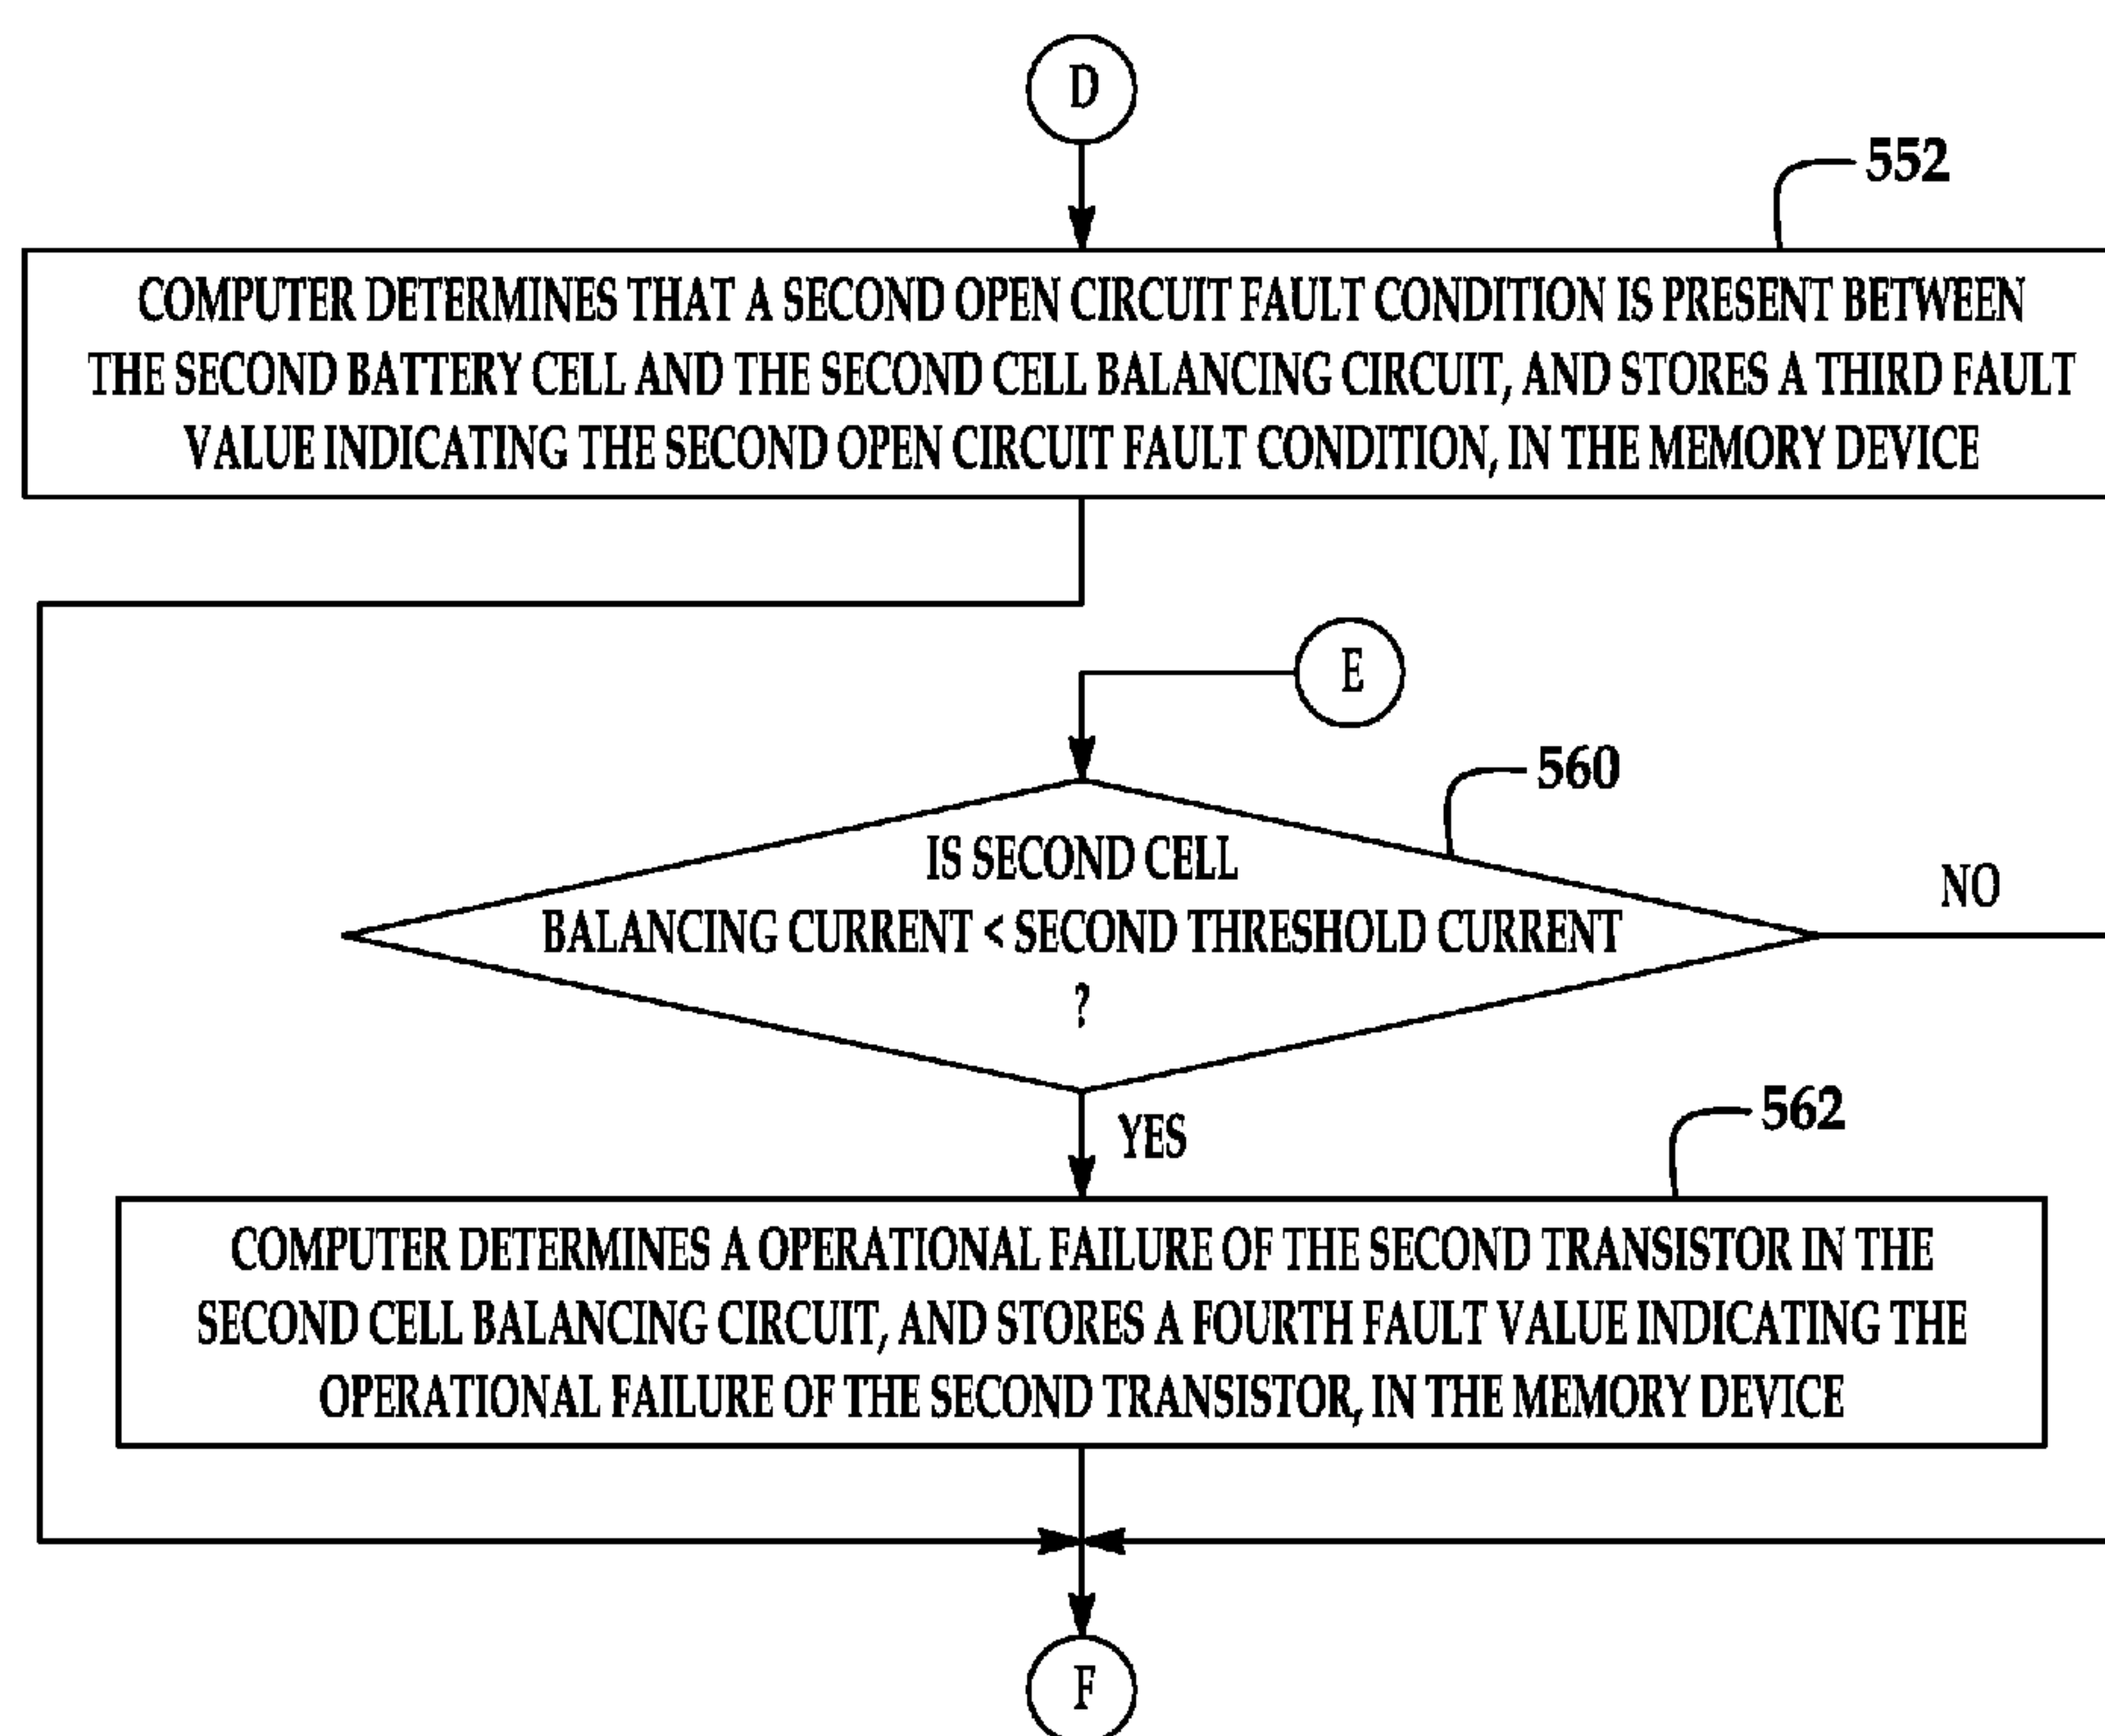 D
552
COMPUTER DETERMINES THAT A SECOND OPEN CIRCUIT FAULT CONDITION IS PRESENT BETWEEN
THE SECOND BATTERY CELL AND THE SECOND CELL BALANCING CIRCUIT, AND STORES A THIRD FAULT
VALUE INDICATING THE SECOND OPEN CIRCUIT FAULT CONDITION, IN THE MEMORY DEVICE
E
560
IS SECOND CELL
BALANCING CURRENT < SECOND THRESHOLD CURRENT
?
NO
YES
562
COMPUTER DETERMINES A OPERATIONAL FAILURE OF THE SECOND TRANSISTOR IN THE
SECOND CELL BALANCING CIRCUIT, AND STORES A FOURTH FAULT VALUE INDICATING THE
OPERATIONAL FAILURE OF THE SECOND TRANSISTOR, IN THE MEMORY DEVICE
F